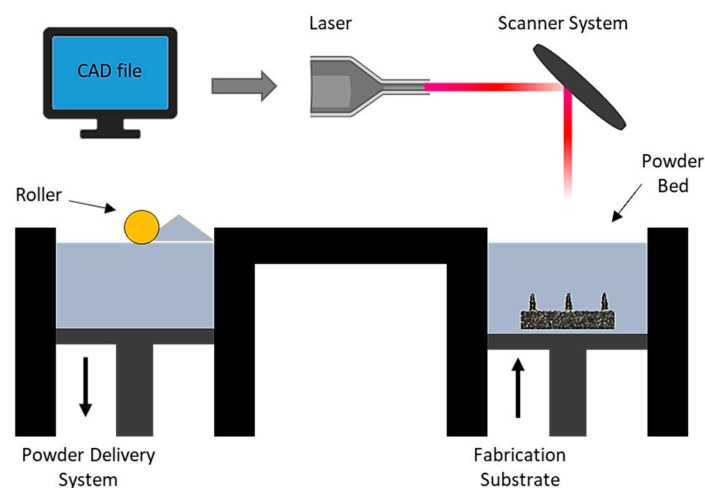 Laser
Scanner System
CAD file
Powder
Bed
Roller
Powder Delivery
System
Fabrication
Substrate